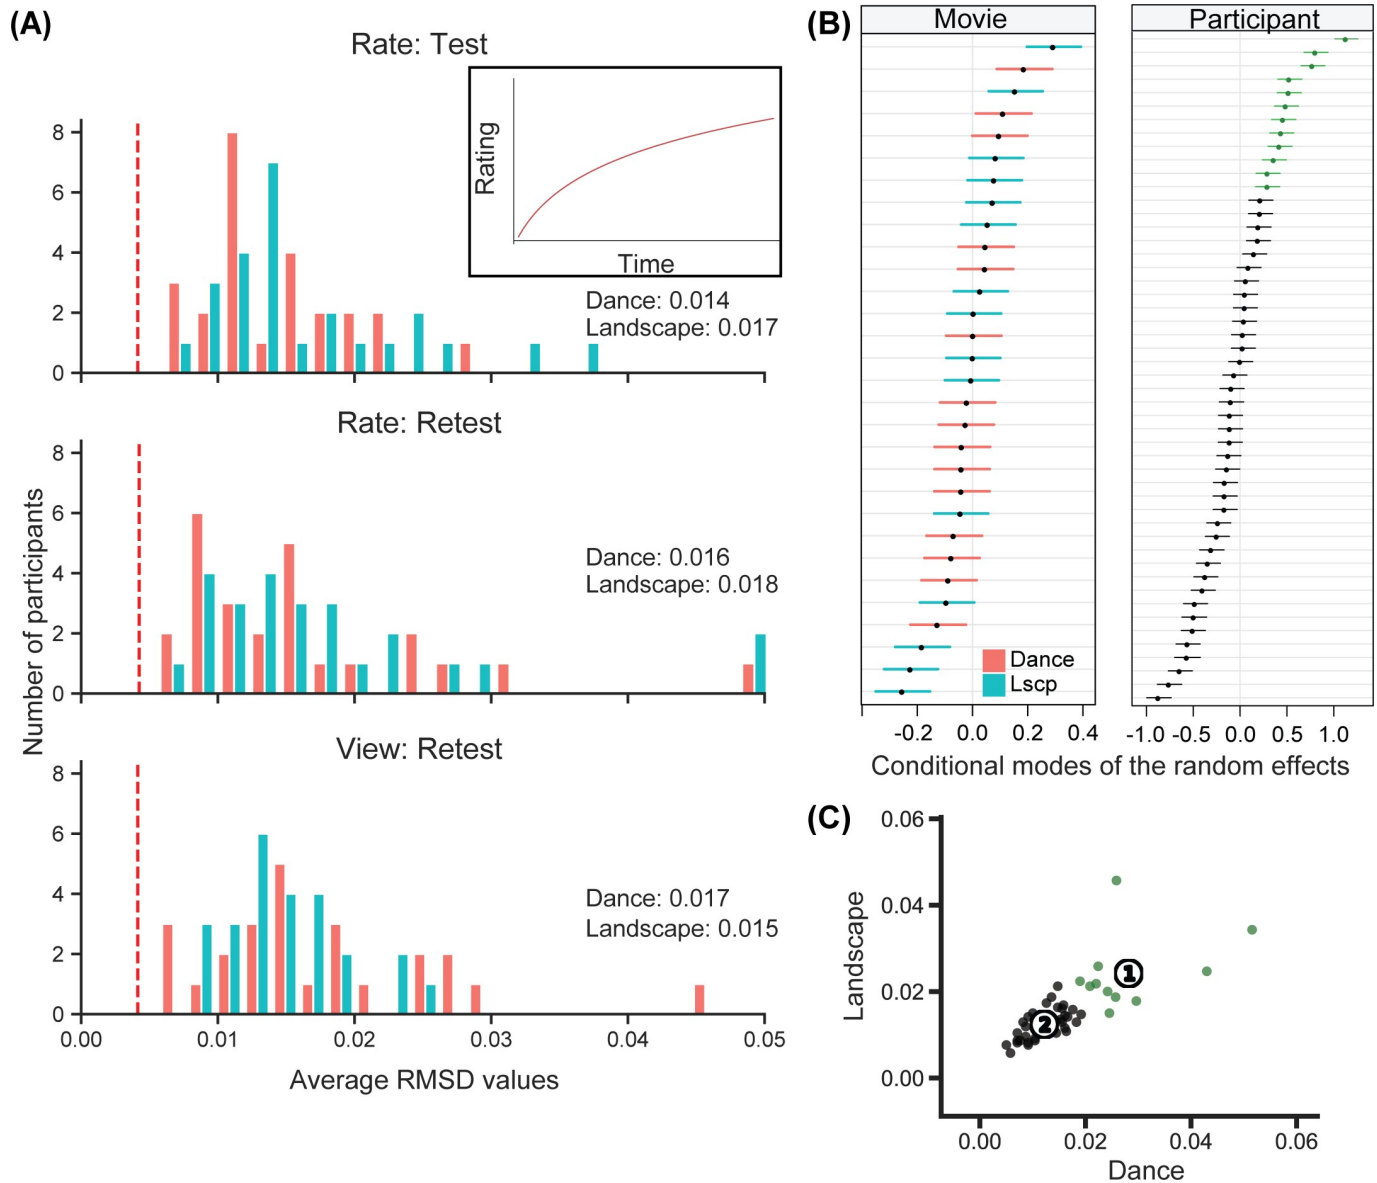 (A)
Rate: Test
8
6
4
2
0
Rating
Time
Dance: 0.014
Landscape: 0.017
Rate: Retest
8
6
4
2
0
Dance: 0.016
Landscape: 0.018
Number of participants
View: Retest
8
6
4
2
0
Dance: 0.017
Landscape: 0.015
0.00 0.01 0.02 0.03 0.04 0.05
Average RMSD values
(B)
Movie
Participant
Dance
Lscp
-0.2 0.0 0.2 0.4
-1.0 -0.5 0.0 0.5 1.0
Conditional modes of the random effects
(C)
0.06
0.04
0.02
0.00
Landscape
1
2
0.00 0.02 0.04 0.06
Dance